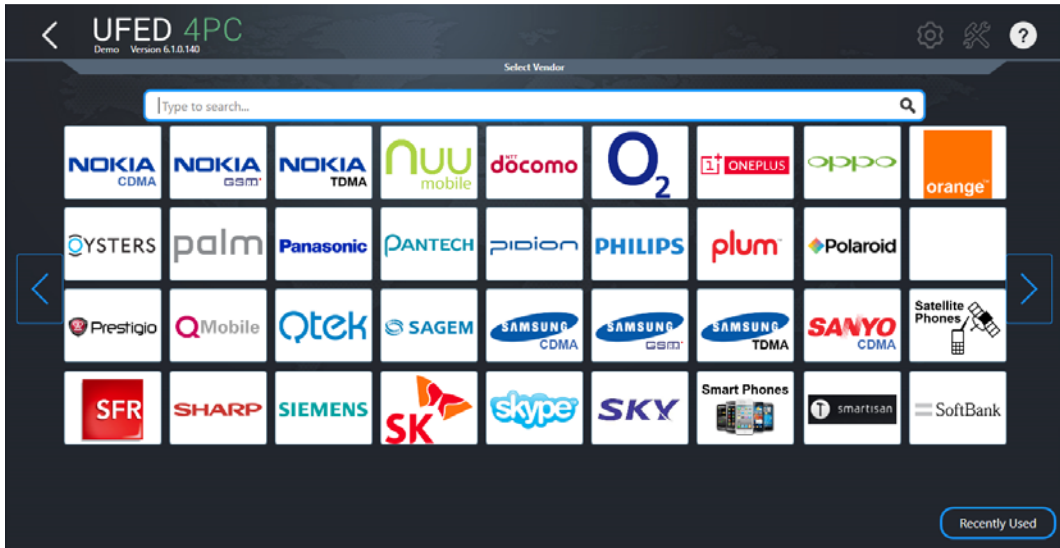 UFED 4PC
Demo Version 6.1.0.140
?
Select Vendor
Type to search...
NOKIA CDMA
NOKIA GSM
NOKIA TDMA
nuu mobile
NTT docomo
O2
1+ ONEPLUS
oppo
orange™
OYSTERS
palm
Panasonic
PANTECH
pidion
PHILIPS
plum
Polaroid
Prestigio
QMobile
Qtek
SAGEM
SAMSUNG CDMA
SAMSUNG GSM
SAMSUNG TDMA
SANYO CDMA
Satellite Phones
SFR
SHARP
SIEMENS
SK
skype
SKY
Smart Phones
T smartisan
SoftBank
Recently Used